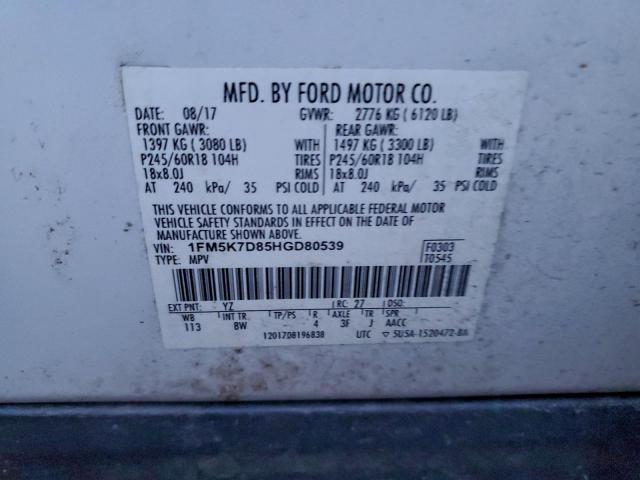 MFD. BY FORD MOTOR CO.
DATE: 08/17 GVWR: 2776 KG ( 6120 LB)
FRONT GAWR: REAR GAWR:
1397 KG ( 3080 LB) WITH 1497 KG ( 3300 LB) WITH
P245/60R18 104H TIRES P245/60R18 104H TIRES
18x8.0J RIMS 18x8.0J RIMS
AT 240 kPa/ 35 PSI COLD AT 240 kPa/ 35 PSI COLD
THIS VEHICLE CONFORMS TO ALL APPLICABLE FEDERAL MOTOR
VEHICLE SAFETY STANDARDS IN EFFECT ON THE DATE OF
MANUFACTURE SHOWN ABOVE.
VIN: 1FM5K7D85HGD80539 F0303
TYPE: MPV T0545
EXT PNT: YZ RC: 27 DSO:
WB INT TR TP/PS R AXLE TR SPR
113 8W 4 3F J AACC
1201708196838 UTC 5U5A-1520472-BA